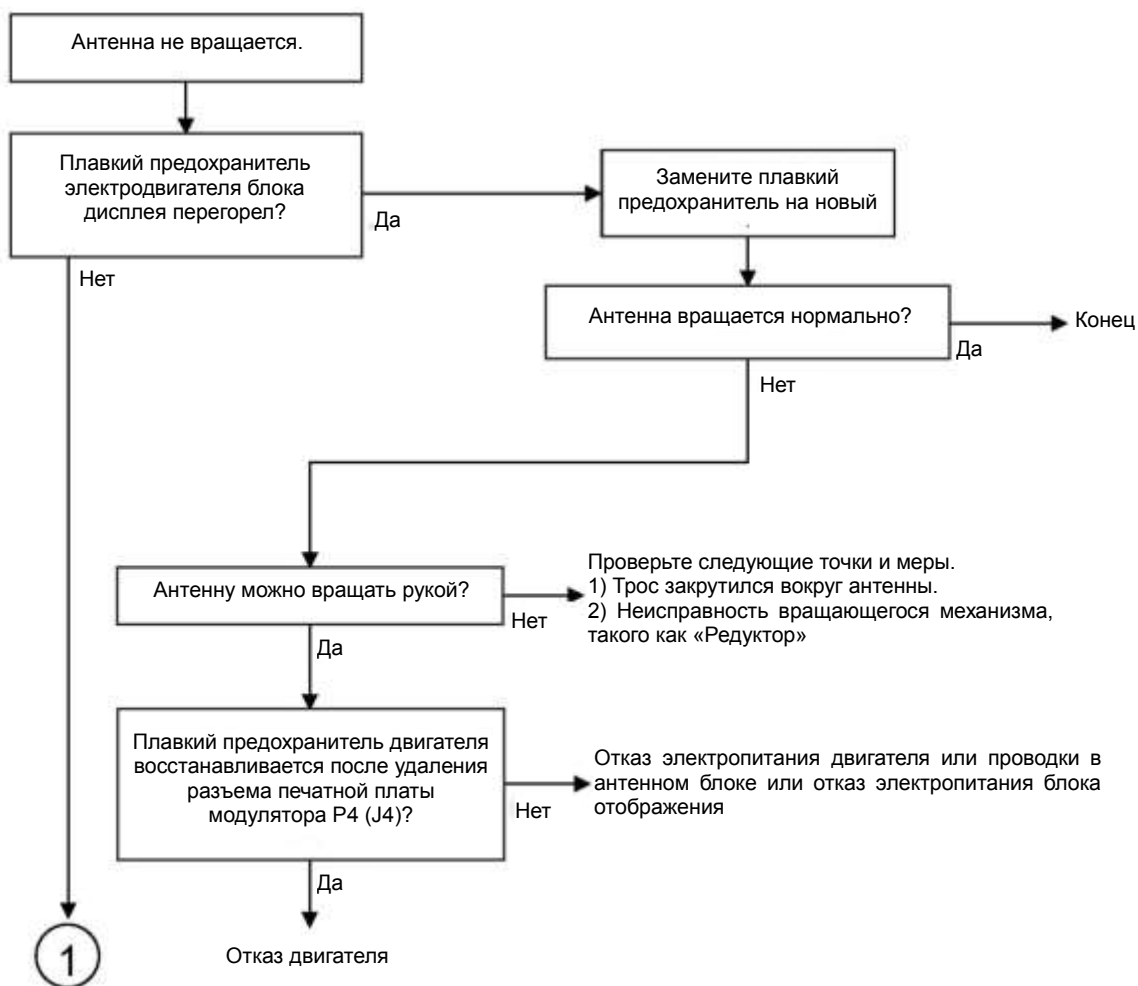 Антенна не вращается.
Плавкий предохранитель
электродвигателя блока
дисплея перегорел?
Да
Нет
Замените плавкий
предохранитель на новый
Антенна вращается нормально?
Конец
Да
Нет
Антенну можно вращать рукой?
Нет
Да
Проверьте следующие точки и меры.
1) Трос закрутился вокруг антенны.
2) Неисправность вращающегося механизма,
такого как «Редуктор»
Плавкий предохранитель двигателя
восстанавливается после удаления
разъема печатной платы
модулятора P4 (J4)?
Нет
Да
Отказ электропитания двигателя или проводки в
антенном блоке или отказ электропитания блока
отображения
1
Отказ двигателя